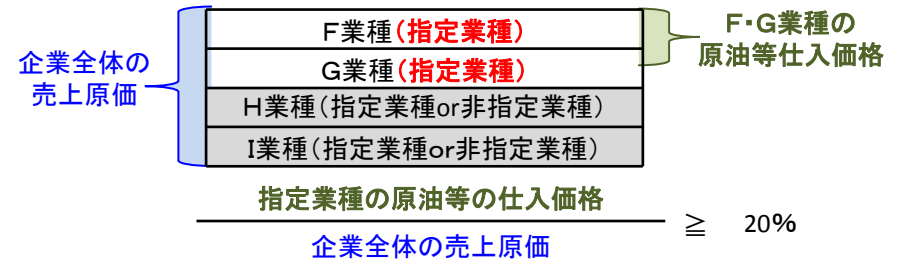 F業種(指定業種)
G業種(指定業種)
H業種(指定業種or非指定業種)
I業種(指定業種or非指定業種)
企業全体の
売上原価
F・G業種の
原油等仕入価格
指定業種の原油等の仕入価格
企業全体の売上原価
≧ 20%